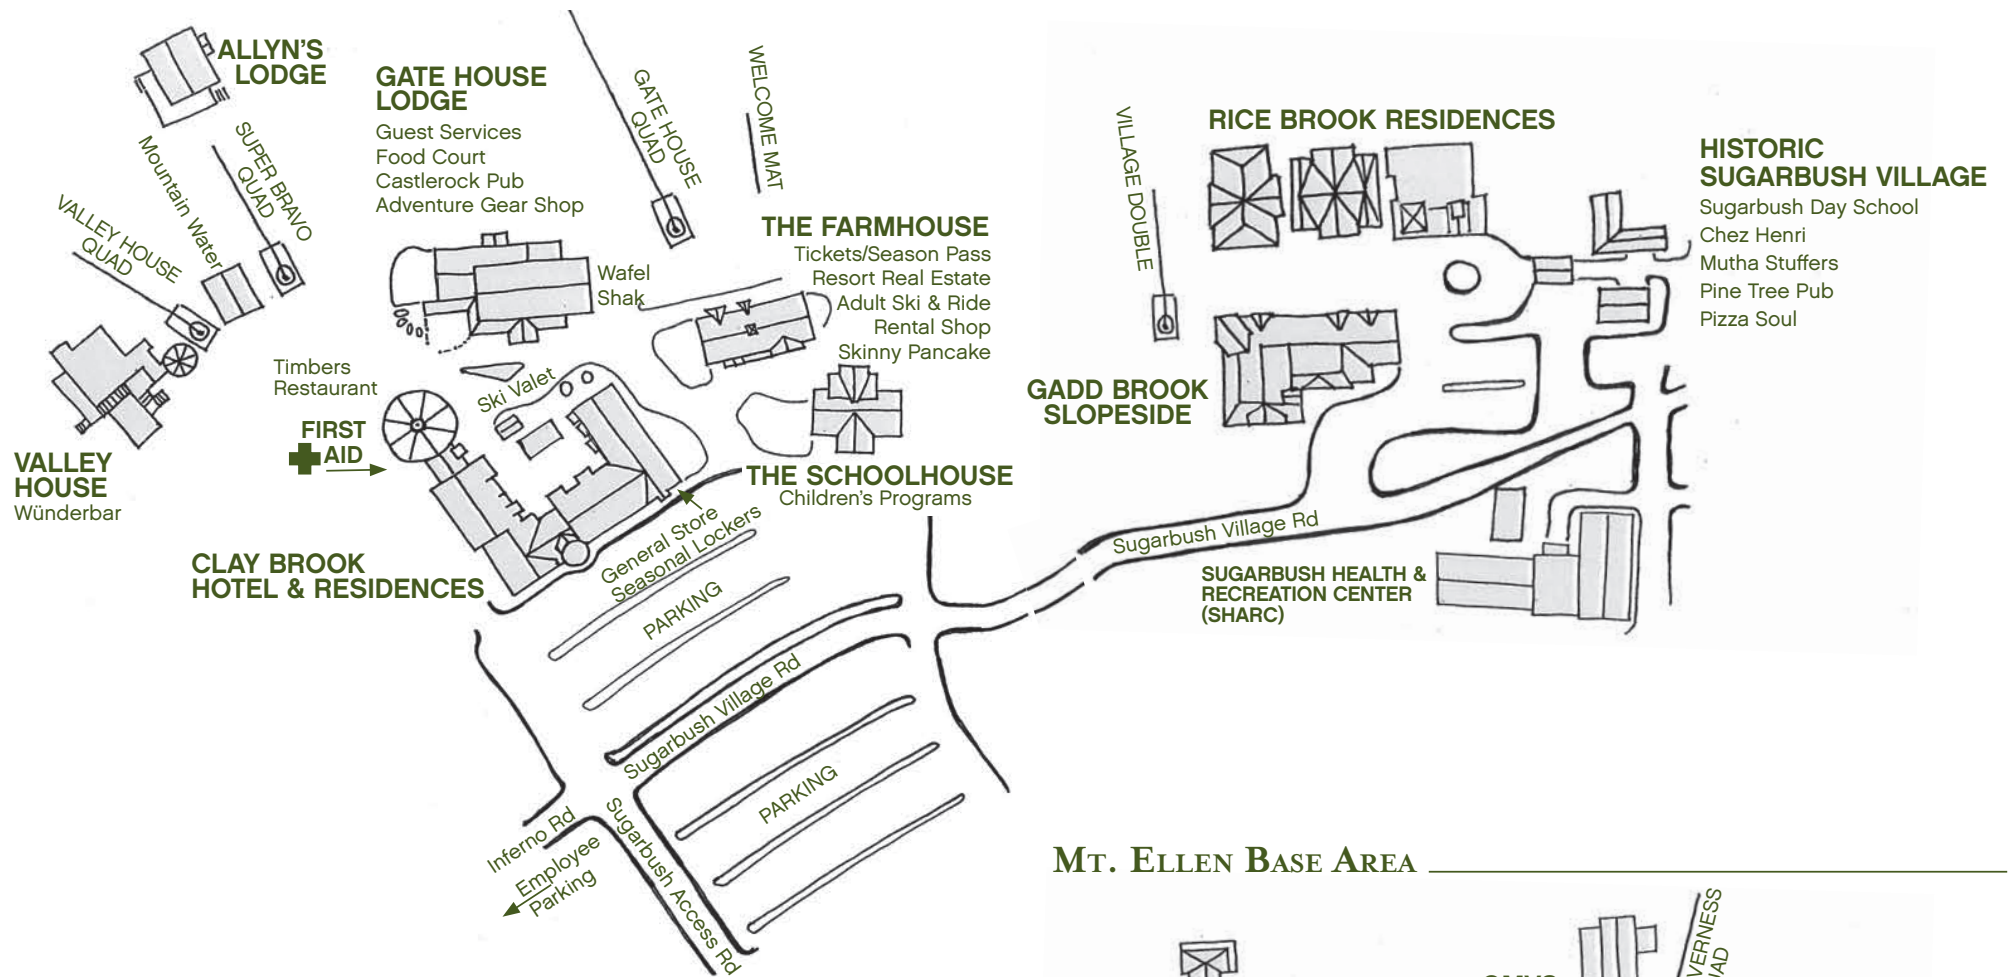 ALLYN'S
LODGE
GATE HOUSE
LODGE
Guest Services
Food Court
Castlerock Pub
Adventure Gear Shop
GATE HOUSE
QUAD
WELCOME MAT
SUPER BRAVO
QUAD
Mountain Water
VALLEY HOUSE
QUAD
Wafel
Shak
THE FARMHOUSE
Tickets/Season Pass
Resort Real Estate
Adult Ski & Ride
Rental Shop
Skinny Pancake
VILLAGE DOUBLE
RICE BROOK RESIDENCES
HISTORIC
SUGARBUSH VILLAGE
Sugarbush Day School
Chez Henri
Mutha Stuffers
Pine Tree Pub
Pizza Soul
Timbers
Restaurant
Ski Valet
FIRST
AID
VALLEY
HOUSE
Wünderbar
GADD BROOK
SLOPESIDE
THE SCHOOLHOUSE
Children's Programs
General Store
Seasonal Lockers
CLAY BROOK
HOTEL & RESIDENCES
PARKING
Sugarbush Village Rd
SUGARBUSH HEALTH &
RECREATION CENTER
(SHARC)
Sugarbush Village Rd
PARKING
Inferno Rd
Employee
Parking
Sugarbush Access Rd
MT. ELLEN BASE AREA
VERNESS